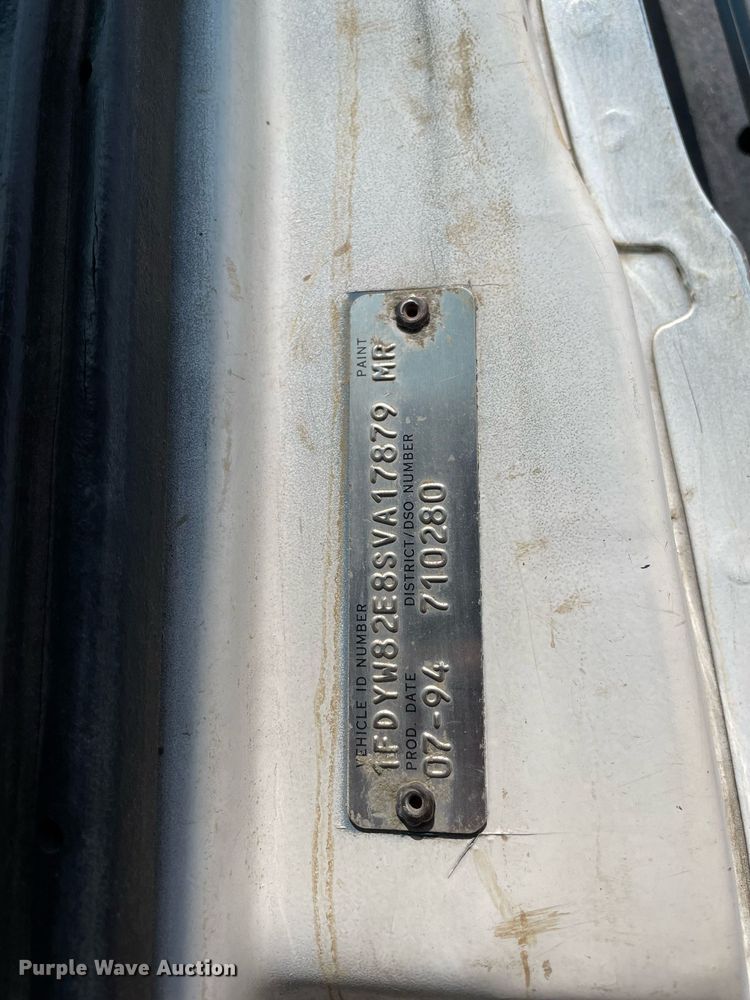 VEHICLE ID NUMBER PAINT
1FDYW82E8SVA17879 MR
PROD. DATE DISTRICT/DSO NUMBER
07-94 710280
Purple Wave Auction